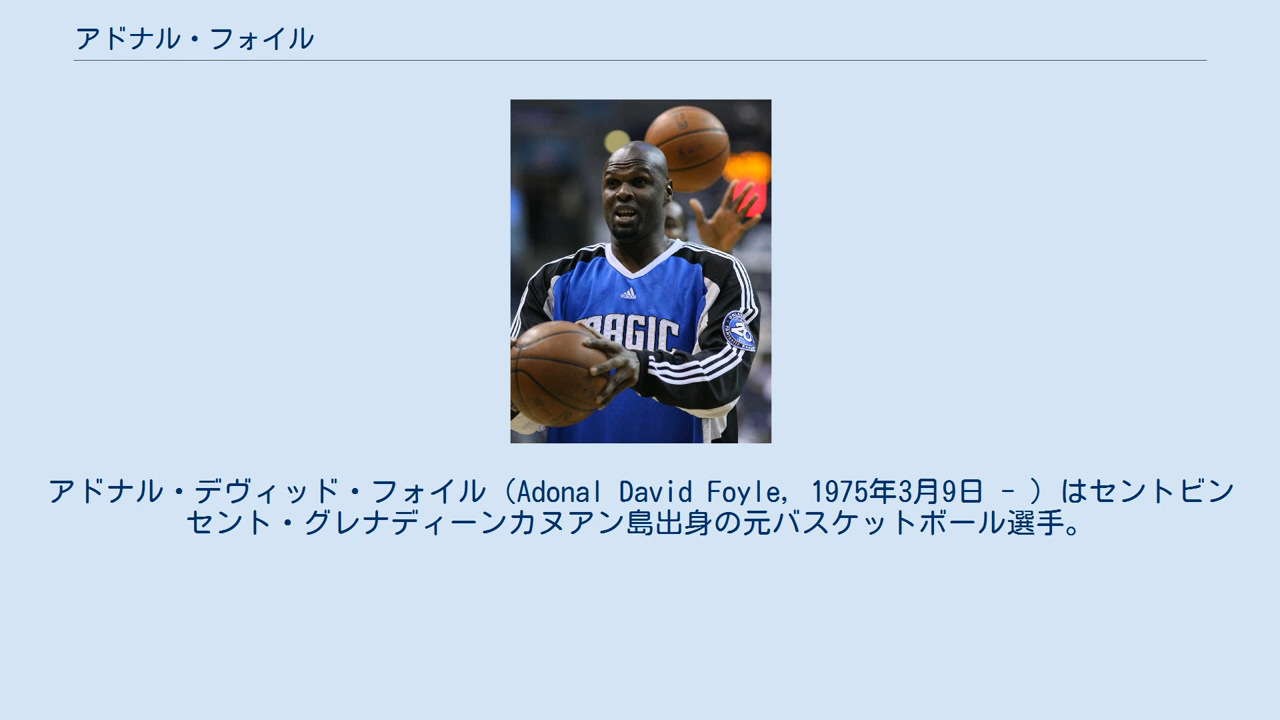 アドナル・フォイル
MAGIC
20
アドナル・デヴィッド・フォイル（Adonal David Foyle, 1975年3月9日 - ）はセントビン
セント・グレナディーンカヌアン島出身の元バスケットボール選手。